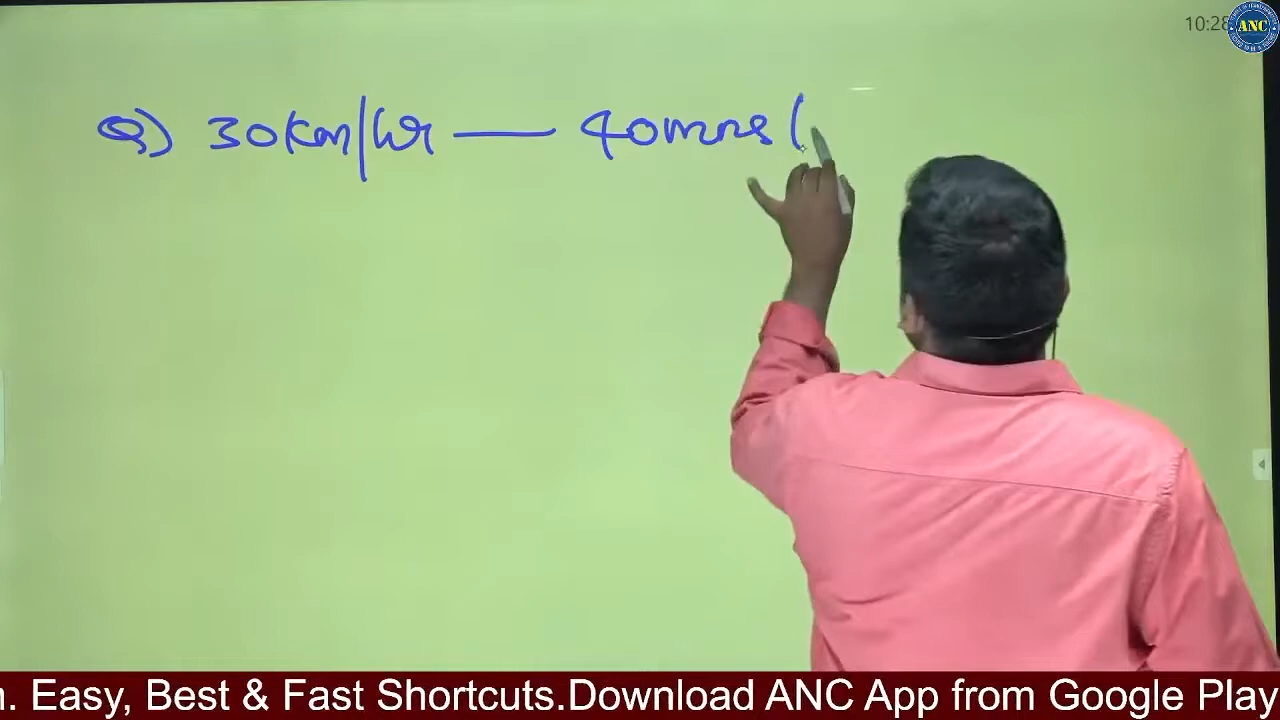 10:28
ANC
Q) 30km/hr — 40mns (
n. Easy, Best & Fast Shortcuts.Download ANC App from Google Play